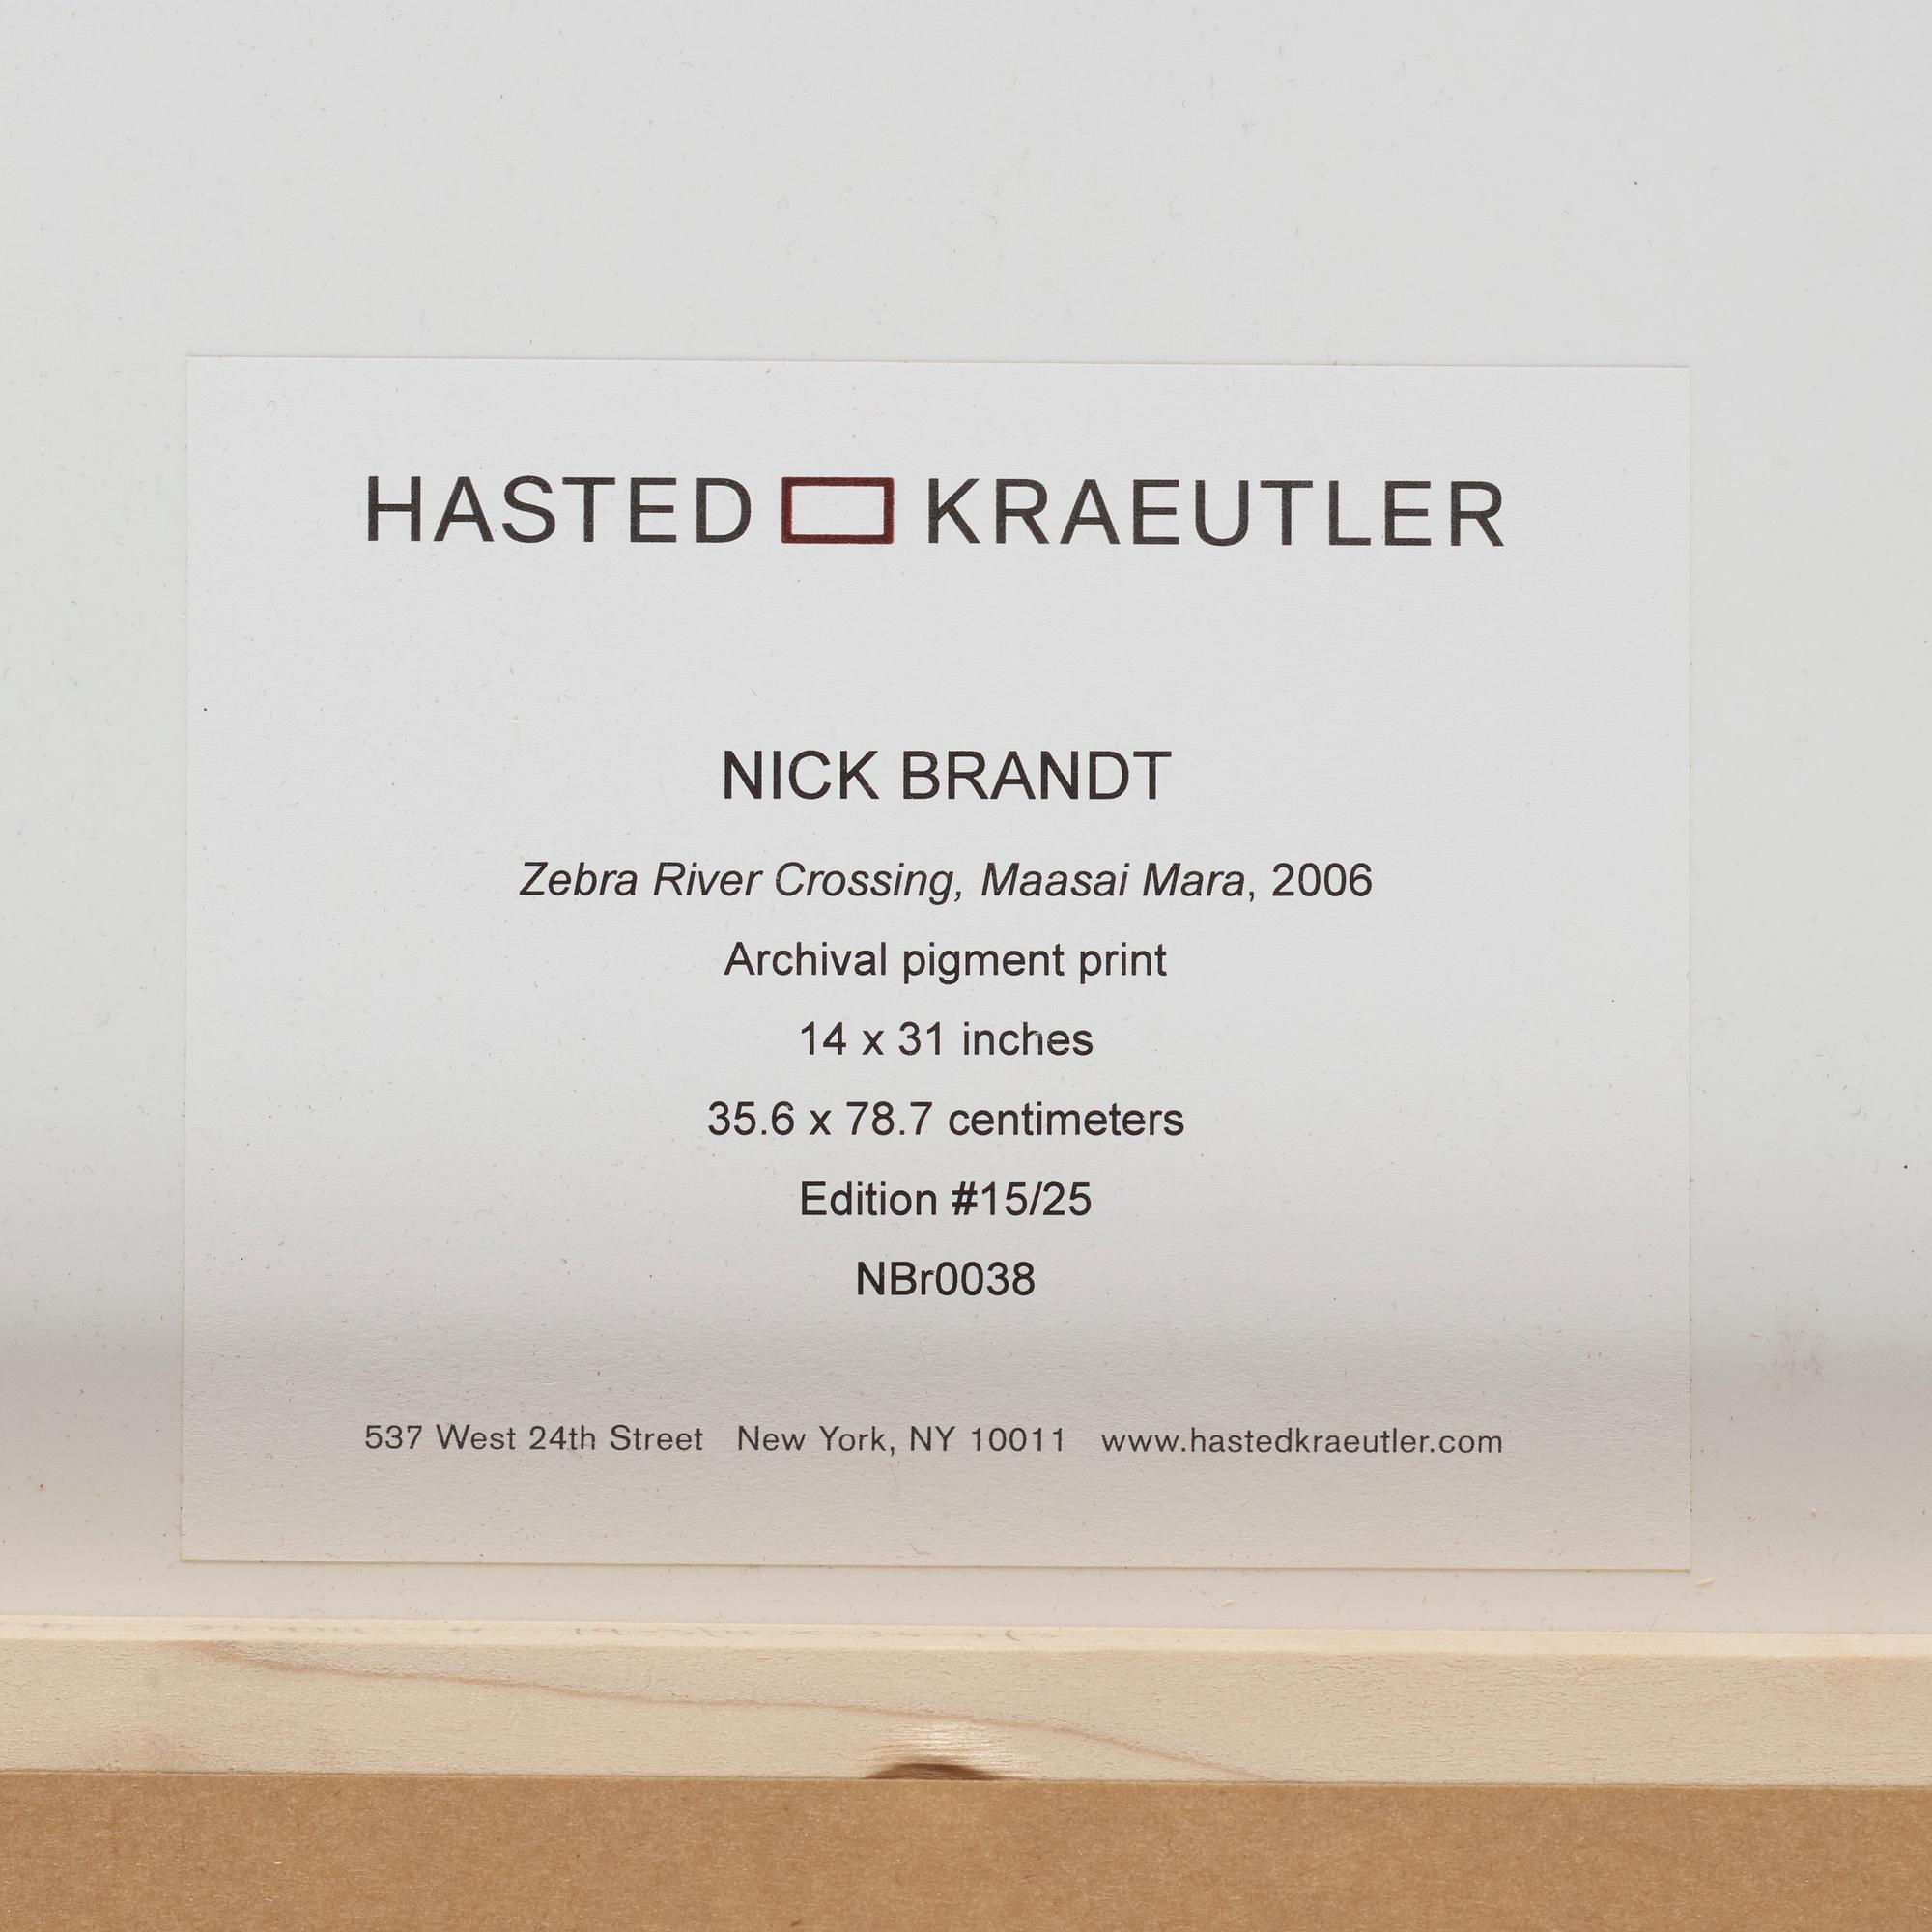 HASTED KRAEUTLER
NICK BRANDT
Zebra River Crossing, Maasai Mara, 2006
Archival pigment print
14 x 31 inches
35.6 x 78.7 centimeters
Edition #15/25
NBr0038
537 West 24th Street New York, NY 10011 www.hastedkraeutler.com